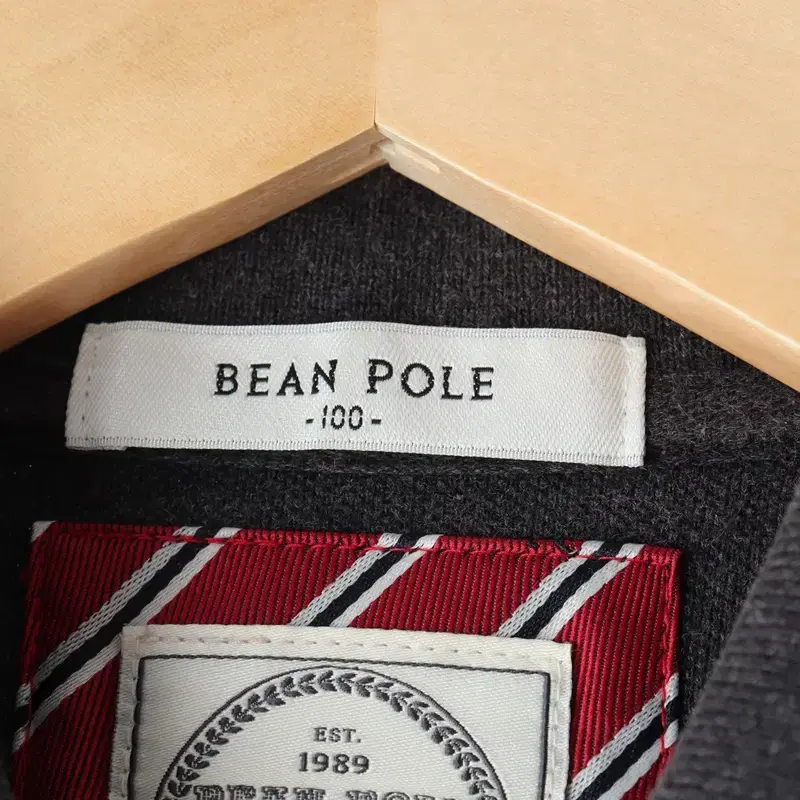 BEAN POLE
-100-
EST.
1989